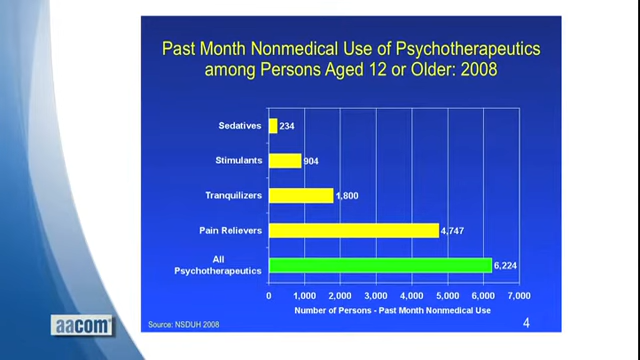 Past Month Nonmedical Use of Psychotherapeutics
among Persons Aged 12 or Older: 2008
Sedatives 234
Stimulants 904
Tranquilizers 1,800
Pain Relievers 4,747
All
Psychotherapeutics 6,224
0 1,000 2,000 3,000 4,000 5,000 6,000 7,000
Number of Persons - Past Month Nonmedical Use
Souroc: NSDUH 2008
4
aacom